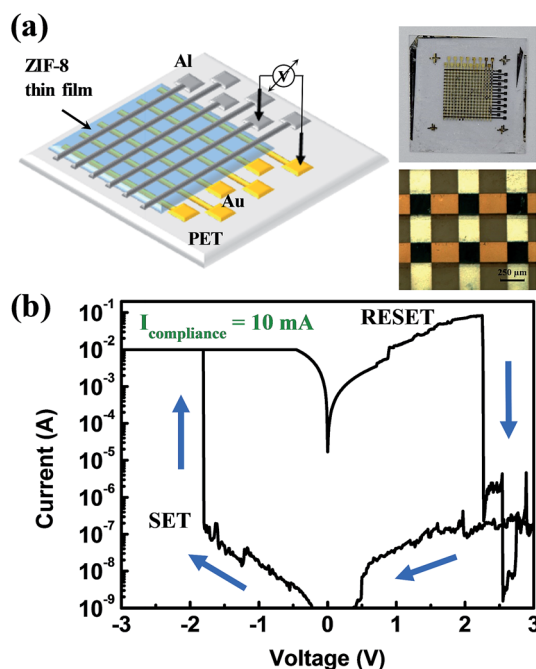 (a)
ZIF-8
thin film
Al
V
Au
PET
250 µm
(b)
I compliance = 10 mA
RESET
SET
Current (A)
10-1
10-2
10-3
10-4
10-5
10-6
10-7
10-8
10-9
-3 -2 -1 0 1 2 3
Voltage (V)